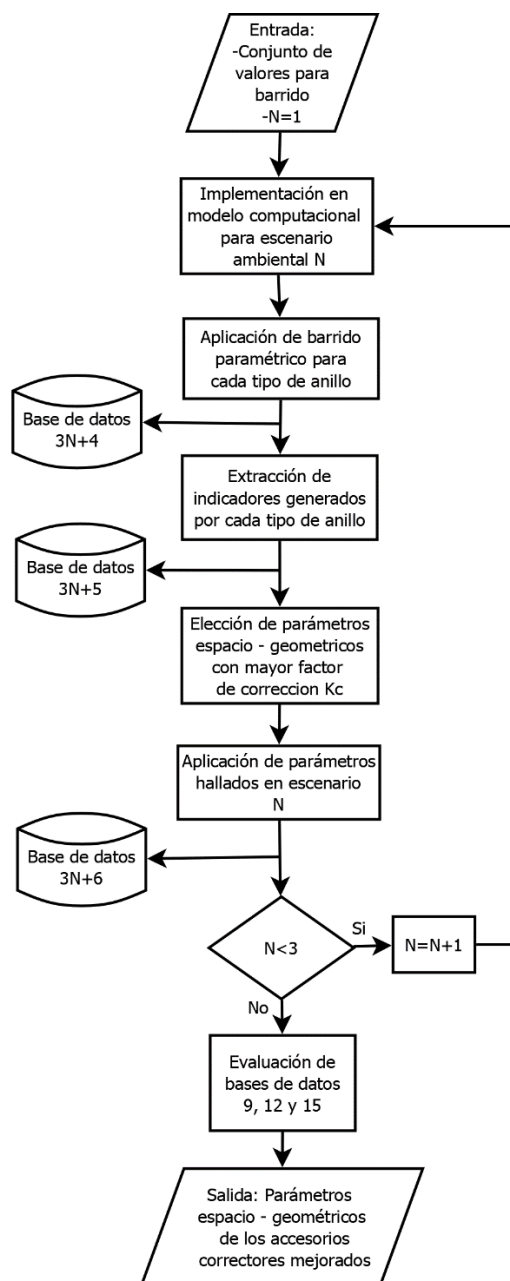 Entrada:
-Conjunto de
valores para
barrido
-N=1
Implementación en
modelo computacional
para escenario
ambiental N
Aplicación de barrido
paramétrico para
cada tipo de anillo
Base de datos
3N+4
Extracción de
indicadores generados
por cada tipo de anillo
Base de datos
3N+5
Elección de parámetros
espacio - geometricos
con mayor factor
de correccion Kc
Aplicación de parámetros
hallados en escenario
N
Base de datos
3N+6
N<3
Si
N=N+1
No
Evaluación de
bases de datos
9, 12 y 15
Salida: Parámetros
espacio - geométricos
de los accesorios
correctores mejorados